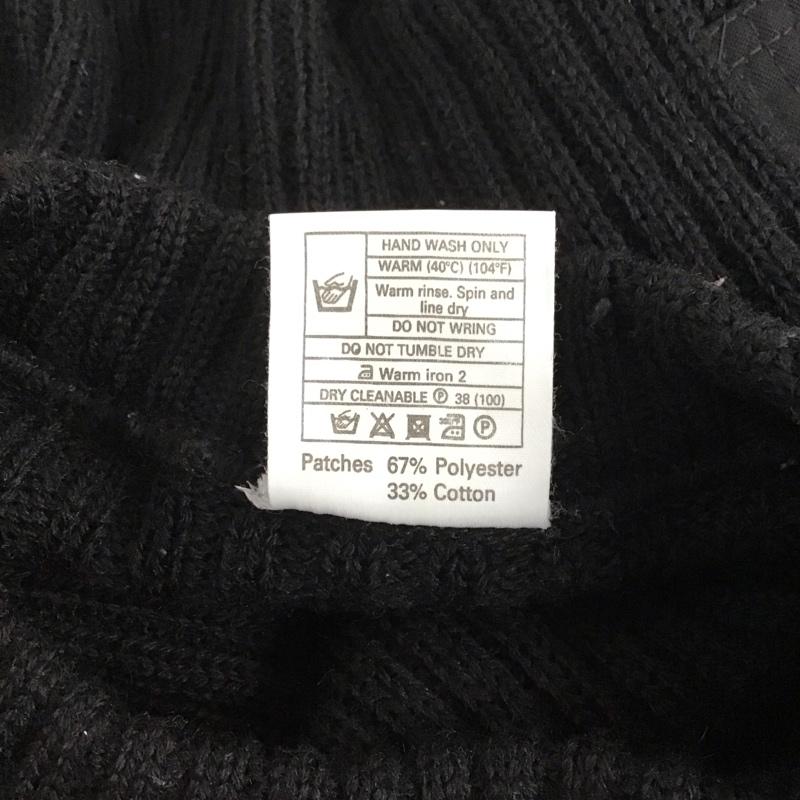 HAND WASH ONLY
WARM (40°C) (104°F)
Warm rinse. Spin and
line dry
DO NOT WRING
DO NOT TUMBLE DRY
Warm iron 2
DRY CLEANABLE Ⓟ 38 (100)
Ⓟ
Patches 67% Polyester
33% Cotton